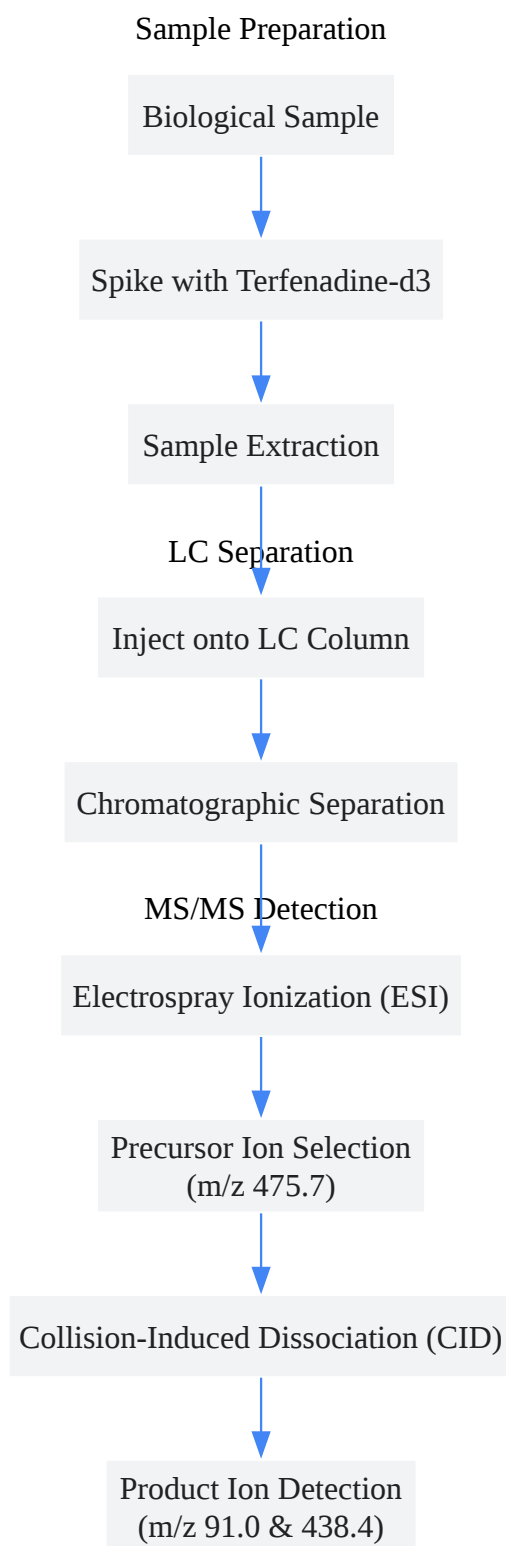 Sample Preparation
Biological Sample
Spike with Terfenadine-d3
Sample Extraction
LC Separation
Inject onto LC Column
Chromatographic Separation
MS/MS Detection
Electrospray Ionization (ESI)
Precursor Ion Selection
(m/z 475.7)
Collision-Induced Dissociation (CID)
Product Ion Detection
(m/z 91.0 & 438.4)